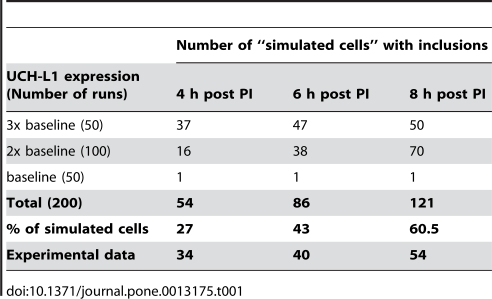 Number of “simulated cells” with inclusions
UCH-L1 expression
(Number of runs) 4 h post PI 6 h post PI 8 h post PI
3x baseline (50) 37 47 50
2x baseline (100) 16 38 70
baseline (50) 1 1 1
Total (200) 54 86 121
% of simulated cells 27 43 60.5
Experimental data 34 40 54
doi:10.1371/journal.pone.0013175.t001